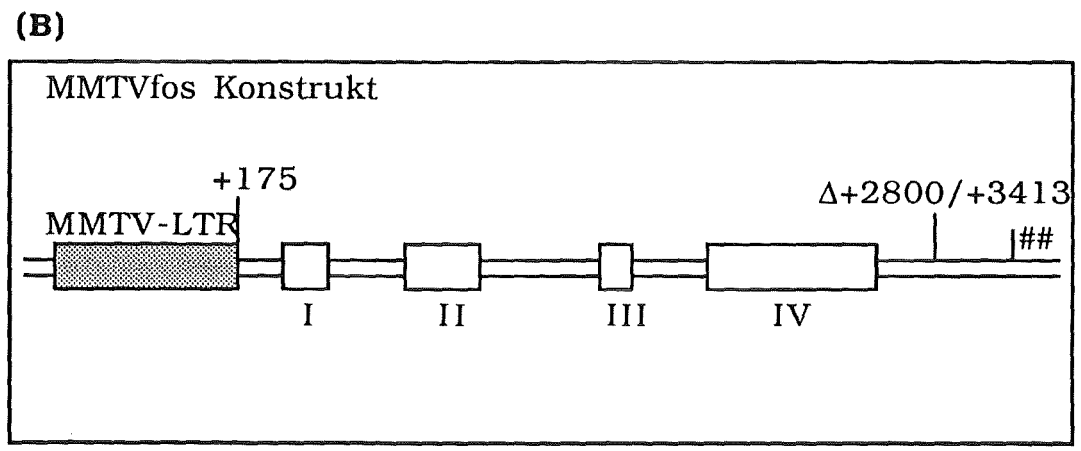 (B)
MMTVfos Konstrukt
+175
Δ+2800/+3413
MMTV-LTR
##
I II III IV